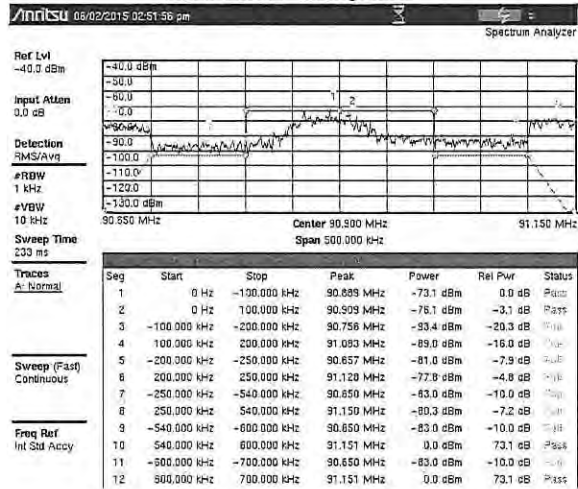 Anritsu 06/02/2015 02:51:56 pm
Spectrum Analyzer
Ref Lvl
-40.0 dBm
Input Atten
0.0 dB
Detection
RMS/Avg
#RBW
1 kHz
#VBW
10 kHz
Sweep Time
233 ms
Traces
A: Normal
Sweep (Fast)
Continuous
Freq Ref
Int Std Accy
-40.0 dBm
-50.0
-60.0
-90.0
-100.0
-110.0
-120.0
-130.0 dBm
1
2
90.650 MHz Center 90.900 MHz 91.150 MHz
Span 500.000 kHz
Seg Start Stop Peak Power Rel Pwr Status
1 0 Hz -100.000 kHz 90.889 MHz -73.1 dBm 0.0 dB Pass
2 0 Hz 100.000 kHz 90.909 MHz -76.1 dBm -3.1 dB Pass
3 -100.000 kHz -200.000 kHz 90.756 MHz -93.4 dBm -20.3 dB
4 100.000 kHz 200.000 kHz 91.083 MHz -89.0 dBm -16.0 dB
5 -200.000 kHz -250.000 kHz 90.657 MHz -81.0 dBm -7.9 dB
6 200.000 kHz 250.000 kHz 91.120 MHz -77.8 dBm -4.8 dB
7 -250.000 kHz -540.000 kHz 90.650 MHz -83.0 dBm -10.0 dB
8 250.000 kHz 540.000 kHz 91.150 MHz -80.3 dBm -7.2 dB
9 -540.000 kHz -600.000 kHz 90.650 MHz -83.0 dBm -10.0 dB
10 540.000 kHz 600.000 kHz 91.151 MHz 0.0 dBm 73.1 dB Pass
11 -600.000 kHz -700.000 kHz 90.650 MHz -83.0 dBm -10.0 dB
12 600.000 kHz 700.000 kHz 91.151 MHz 0.0 dBm 73.1 dB Pass